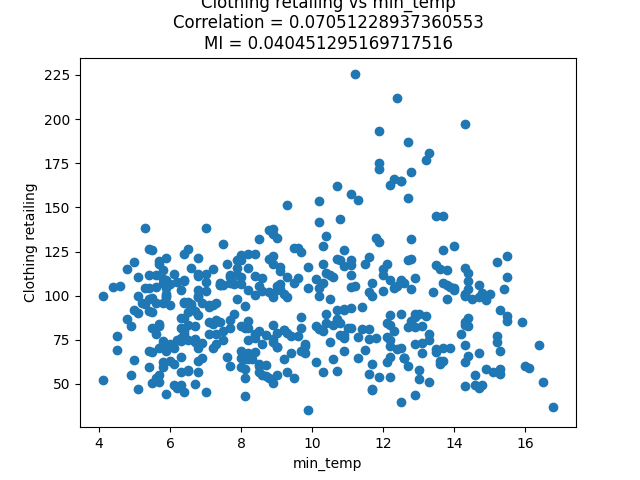 Clothing retailing vs min_temp
Correlation = 0.07051228937360553
MI = 0.040451295169717516
225
200
175
150
125
100
75
50
Clothing retailing
4 6 8 10 12 14 16
min_temp